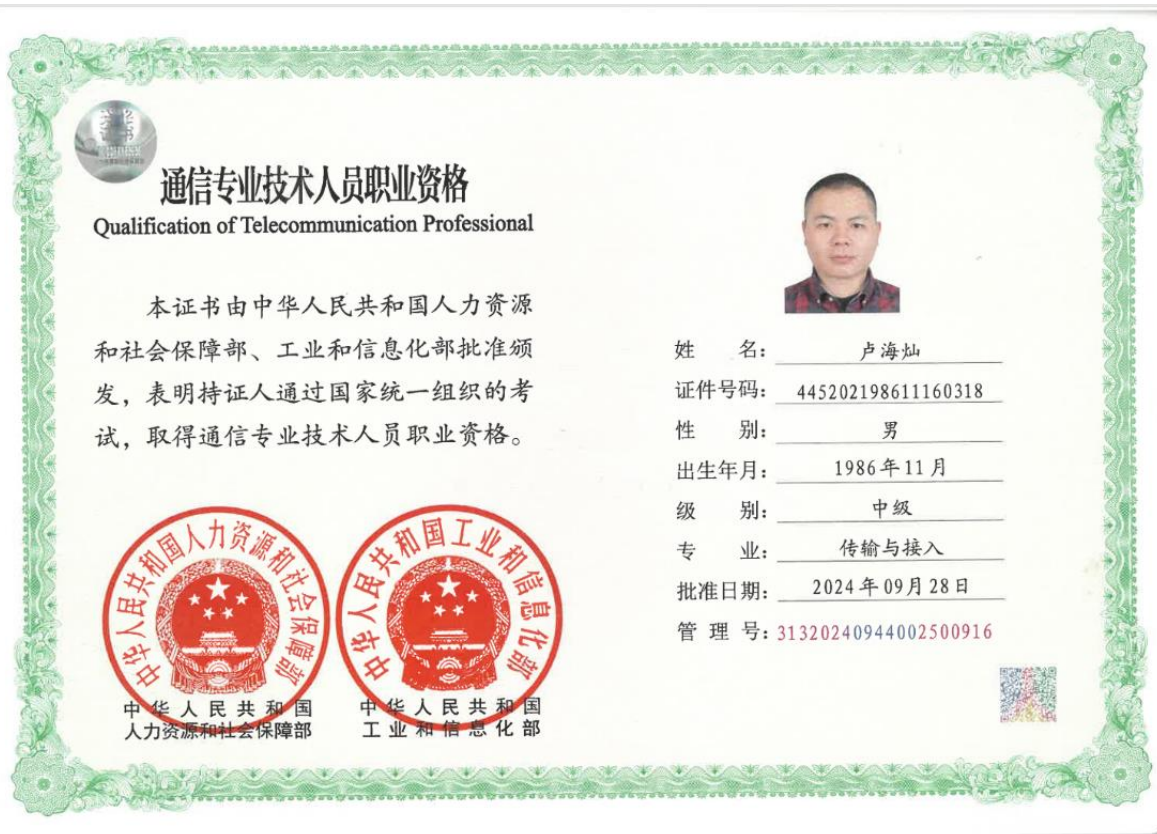 通信专业技术人员职业资格
Qualification of Telecommunication Professional
本证书由中华人民共和国人力资源
和社会保障部、工业和信息化部批准颁
发，表明持证人通过国家统一组织的考
试，取得通信专业技术人员职业资格。
中华人民共和国人力资源和社会保障部
中华人民共和国工业和信息化部
中华人民共和国
人力资源和社会保障部
中华人民共和国
工业和信息化部
姓名：卢海灿
证件号码：445202198611160318
性别：男
出生年月：1986年11月
级别：中级
专业：传输与接入
批准日期：2024年09月28日
管理号：31320240944002500916